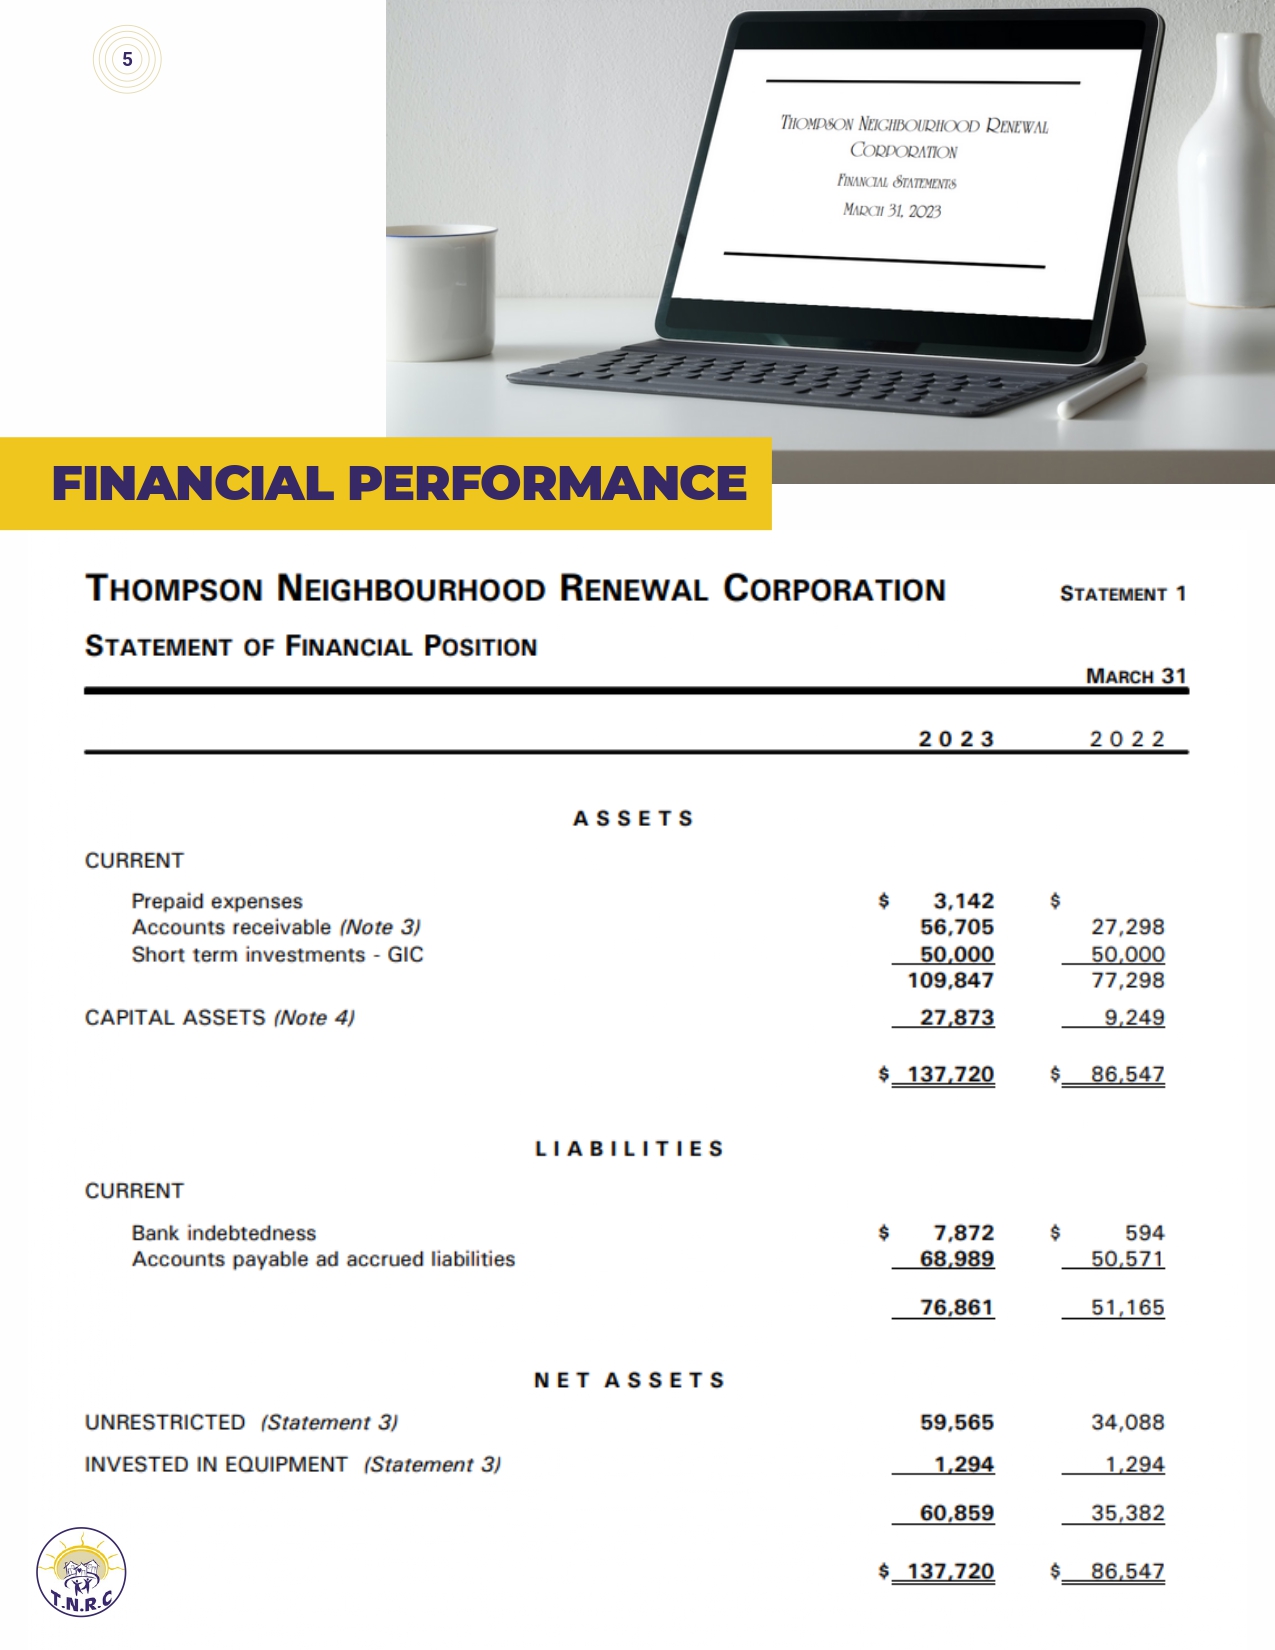 5
THOMPSON NEIGHBOURHOOD RENEWAL
CORPORATION
FINANCIAL STATEMENTS
MARCH 31, 2023
FINANCIAL PERFORMANCE
THOMPSON NEIGHBOURHOOD RENEWAL CORPORATION STATEMENT 1
STATEMENT OF FINANCIAL POSITION
MARCH 31
2023 2022
ASSETS
CURRENT
Prepaid expenses $ 3,142 $
Accounts receivable (Note 3) 56,705 27,298
Short term investments - GIC 50,000 50,000
109,847 77,298
CAPITAL ASSETS (Note 4) 27,873 9,249
$ 137,720 $ 86,547
LIABILITIES
CURRENT
Bank indebtedness $ 7,872 $ 594
Accounts payable ad accrued liabilities 68,989 50,571
76,861 51,165
NET ASSETS
UNRESTRICTED (Statement 3) 59,565 34,088
INVESTED IN EQUIPMENT (Statement 3) 1,294 1,294
60,859 35,382
$ 137,720 $ 86,547
T.N.R.C